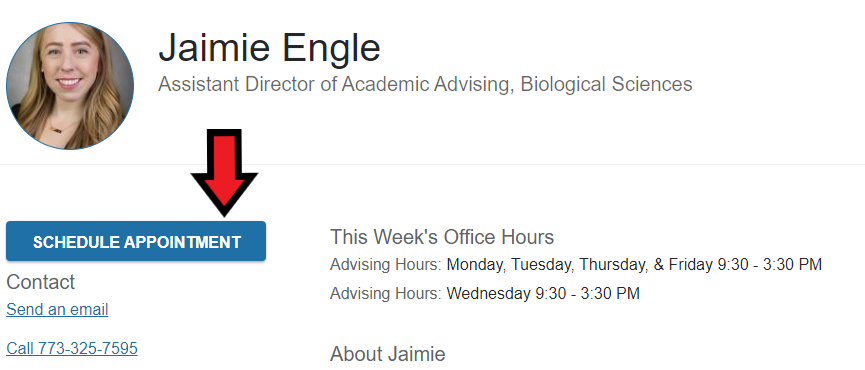 Jaimie Engle
Assistant Director of Academic Advising, Biological Sciences
SCHEDULE APPOINTMENT
Contact
Send an email
Call 773-325-7595
This Week's Office Hours
Advising Hours: Monday, Tuesday, Thursday, & Friday 9:30 - 3:30 PM
Advising Hours: Wednesday 9:30 - 3:30 PM
About Jaimie